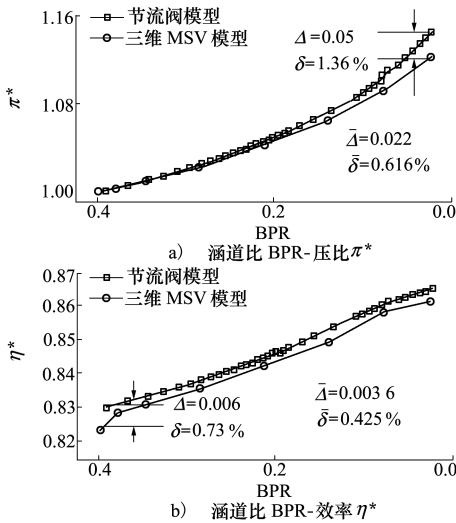 节流阀模型
三维 MSV 模型
Δ=0.05
δ=1.36%
Δ̄=0.022
δ̄=0.616%
π*
1.16
1.08
1.00
0.4 0.2 0.0
BPR
a) 涵道比 BPR-压比π*
节流阀模型
三维 MSV 模型
η*
0.87
0.86
0.85
0.84
0.83
0.82
Δ=0.006
δ=0.73%
Δ̄=0.003 6
δ̄=0.425%
0.4 0.2 0.0
BPR
b) 涵道比 BPR-效率η*